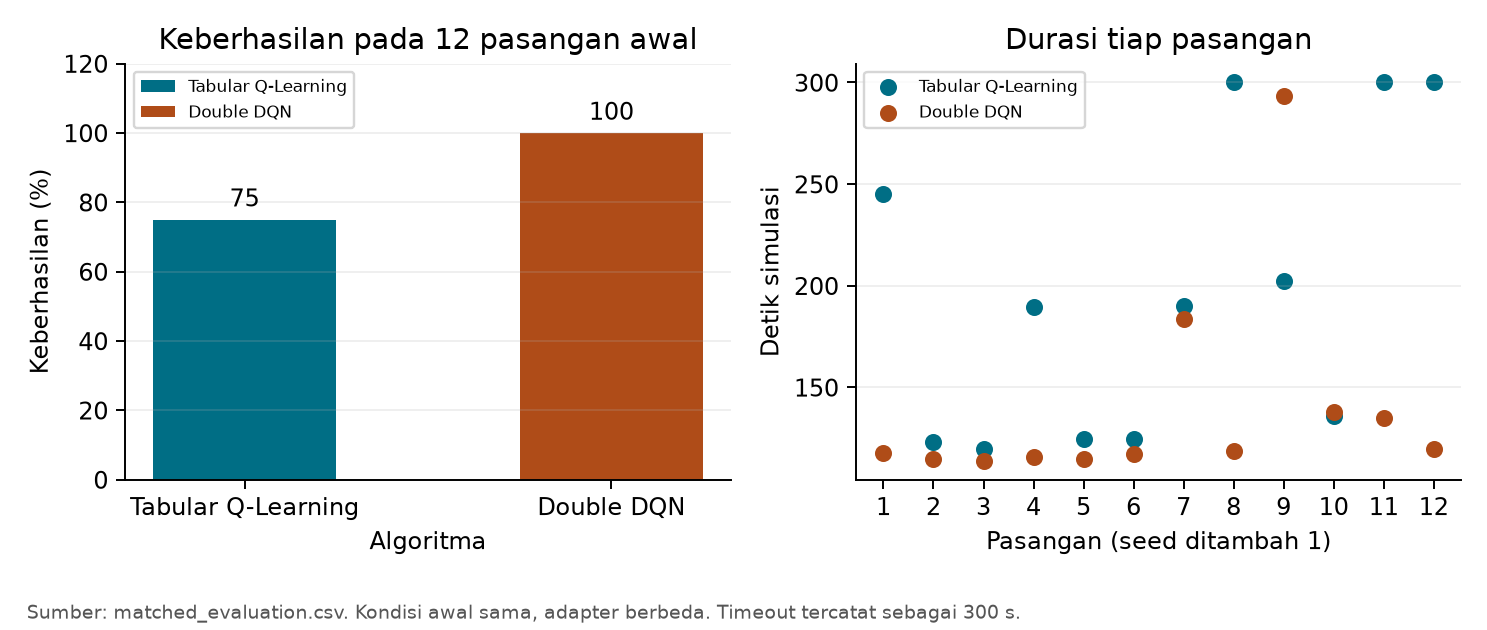 Keberhasilan pada 12 pasangan awal
Keberhasilan (%)
120
100
80
60
40
20
0
Tabular Q-Learning
Double DQN
75
100
Tabular Q-Learning
Double DQN
Algoritma
Durasi tiap pasangan
Detik simulasi
300
250
200
150
Tabular Q-Learning
Double DQN
1 2 3 4 5 6 7 8 9 10 11 12
Pasangan (seed ditambah 1)
Sumber: matched_evaluation.csv. Kondisi awal sama, adapter berbeda. Timeout tercatat sebagai 300 s.